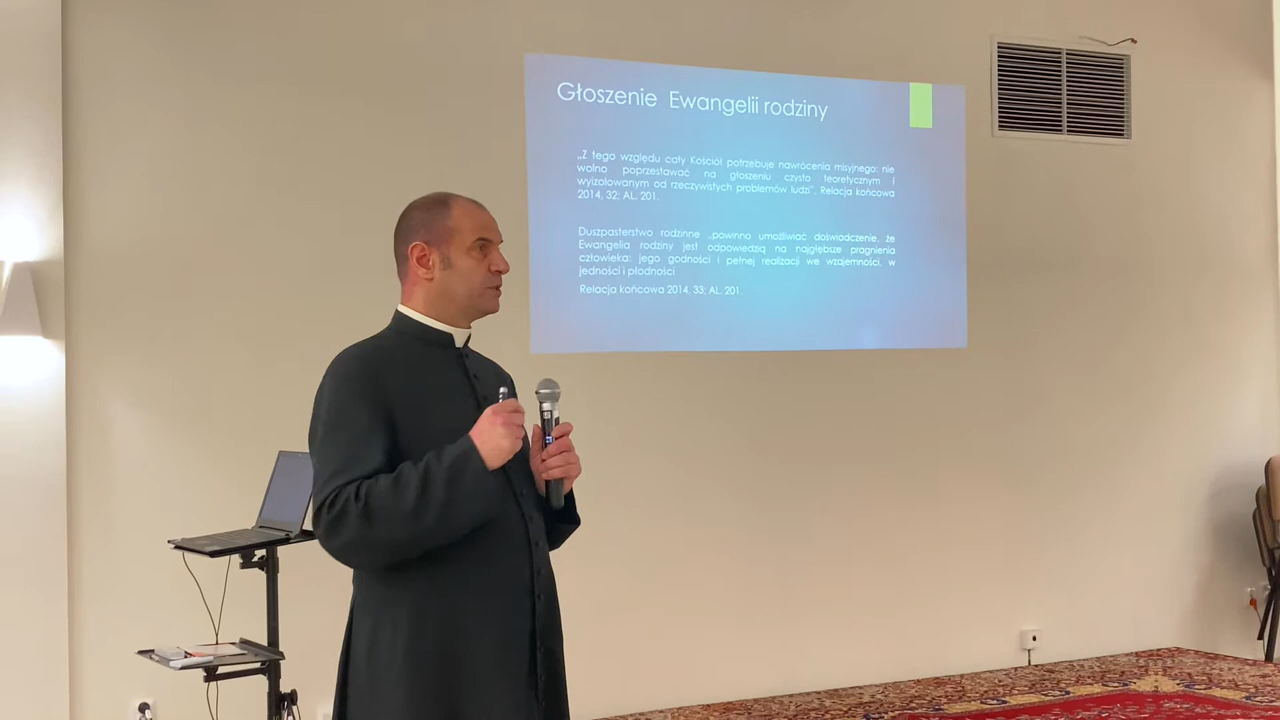 Głoszenie Ewangelii rodziny
„Z tego względu cały Kościół potrzebuje nawrócenia misyjnego: nie
wolno poprzestawać na głoszeniu czysto teoretycznym i
wyizolowanym od rzeczywistych problemów ludzi". Relacja końcowa
2014, 32; AL. 201.
Duszpasterstwo rodzinne „powinno umożliwiać doświadczenie, że
Ewangelia rodziny jest odpowiedzią na najgłębsze pragnienia
człowieka: jego godności i pełnej realizacji we wzajemności, w
jedności i płodności
Relacja końcowa 2014, 33; AL. 201.